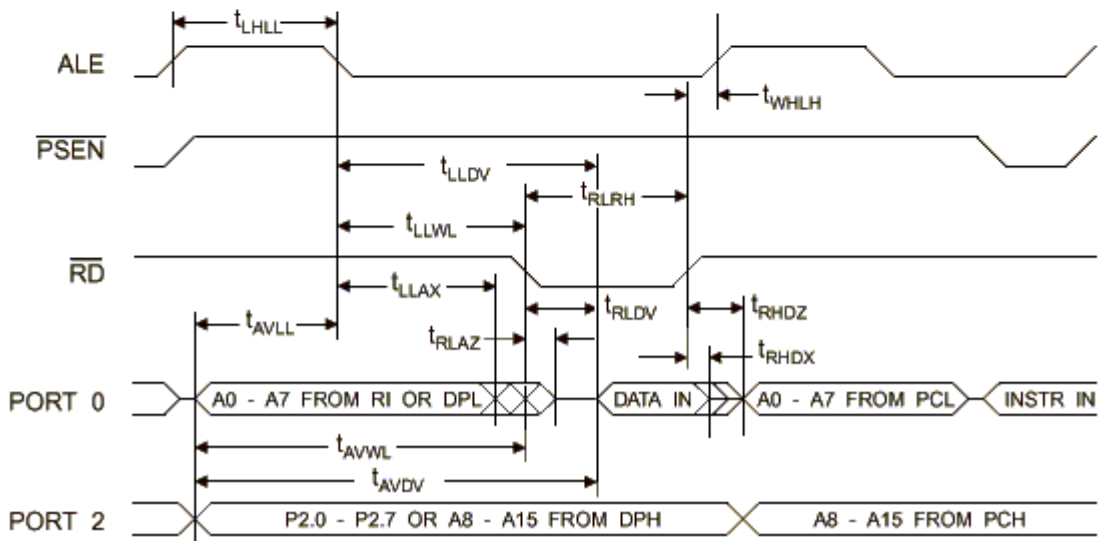 tLHLL
ALE
tWHLH
PSEN
tLLDV
tRLRH
tLLWL
RD
tLLAX
tRLDV
tRHDZ
tAVLL
tRLAZ
tRHDX
PORT 0
A0 - A7 FROM RI OR DPL
DATA IN
A0 - A7 FROM PCL
INSTR IN
tAVWL
tAVDV
PORT 2
P2.0 - P2.7 OR A8 - A15 FROM DPH
A8 - A15 FROM PCH